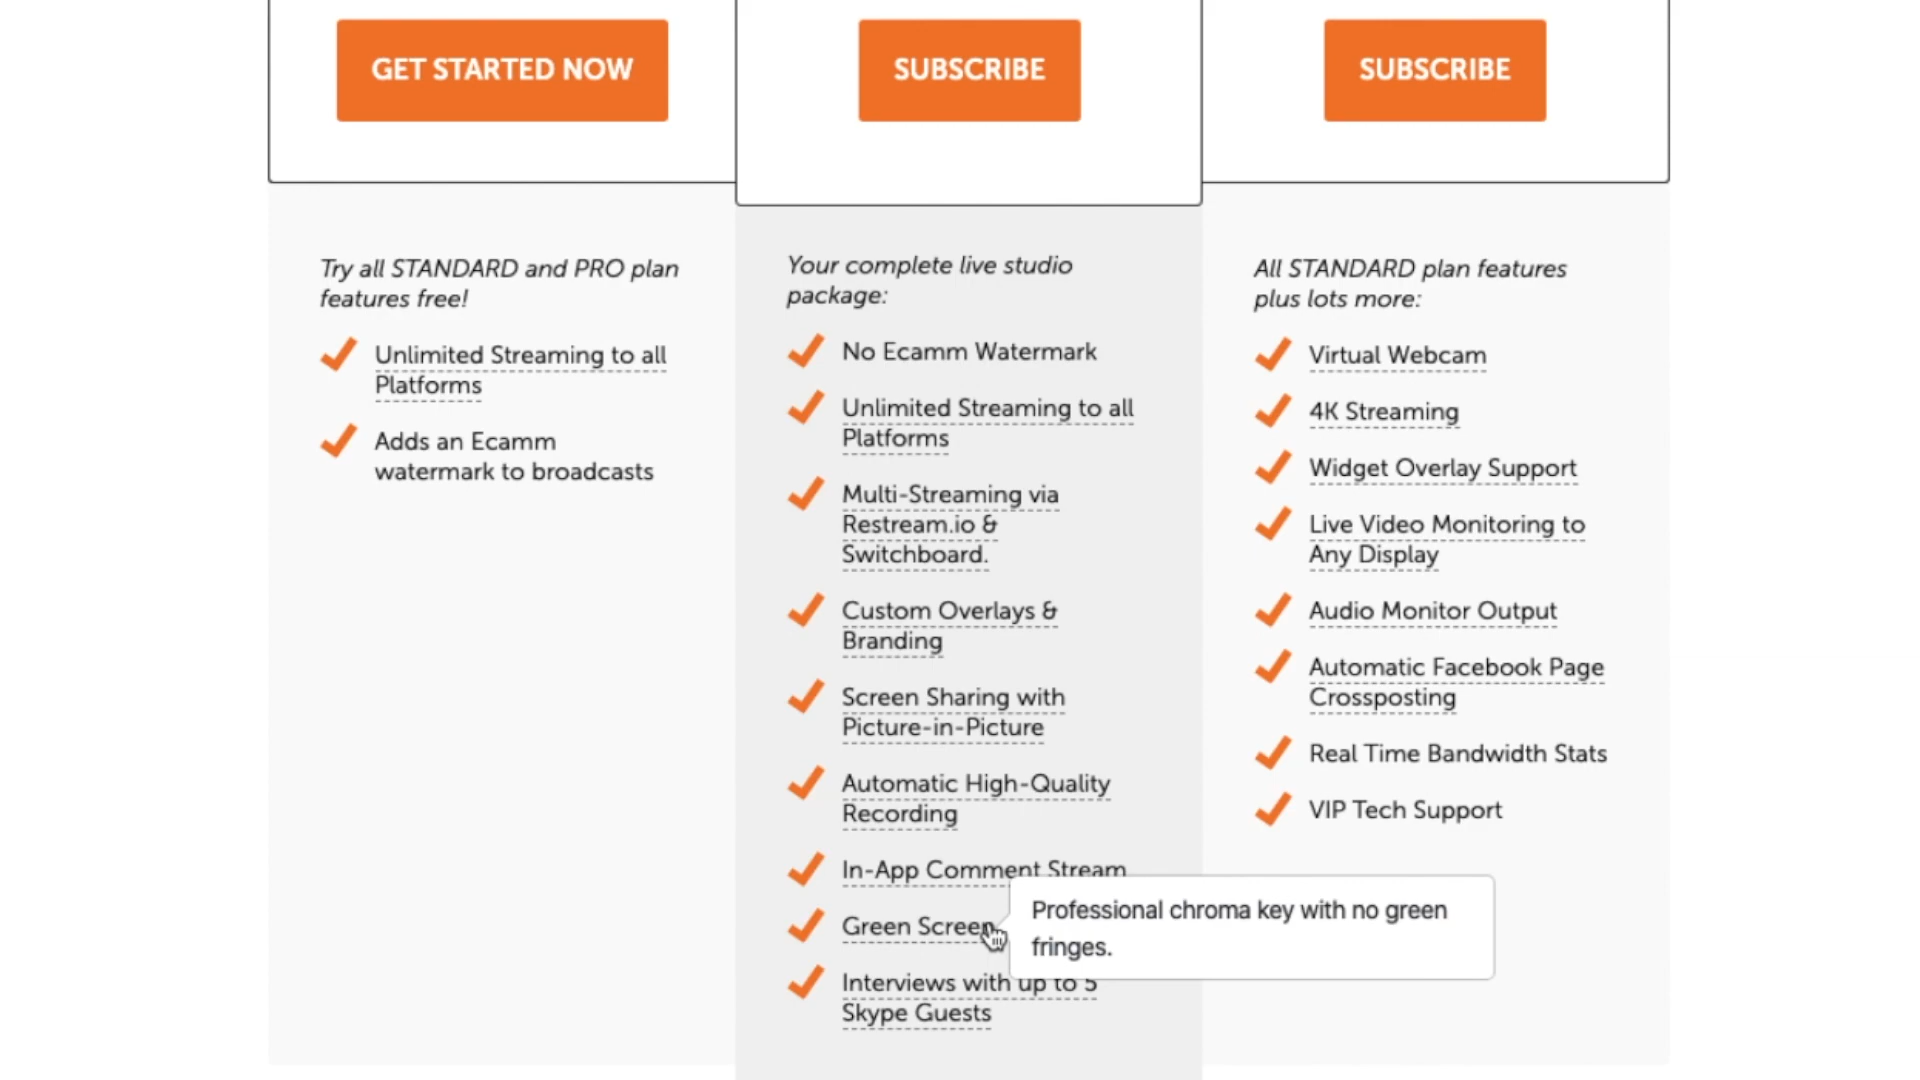 GET STARTED NOW
SUBSCRIBE
SUBSCRIBE
Try all STANDARD and PRO plan
features free!
Unlimited Streaming to all
Platforms
Adds an Ecamm
watermark to broadcasts
Your complete live studio
package:
No Ecamm Watermark
Unlimited Streaming to all
Platforms
Multi-Streaming via
Restream.io &
Switchboard.
Custom Overlays &
Branding
Screen Sharing with
Picture-in-Picture
Automatic High-Quality
Recording
In-App Comment Stream
Green Screen
Professional chroma key with no green
fringes.
Interviews with up to 5
Skype Guests
All STANDARD plan features
plus lots more:
Virtual Webcam
4K Streaming
Widget Overlay Support
Live Video Monitoring to
Any Display
Audio Monitor Output
Automatic Facebook Page
Crossposting
Real Time Bandwidth Stats
VIP Tech Support